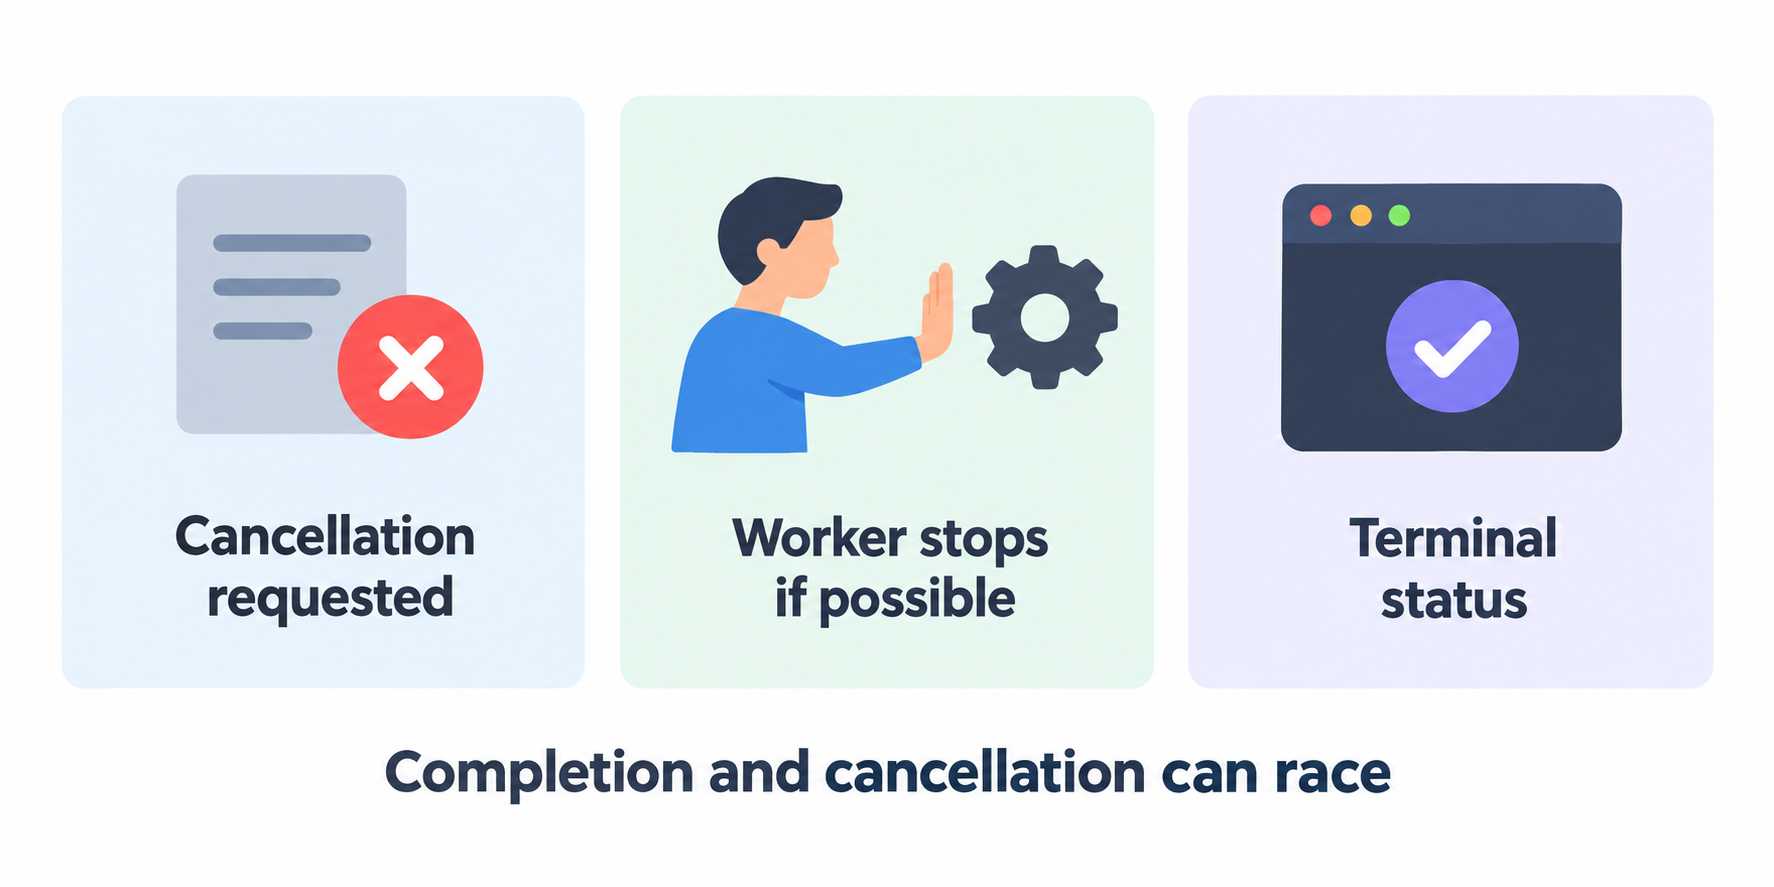 Cancellation
requested
Worker stops
if possible
Terminal
status
Completion and cancellation can race